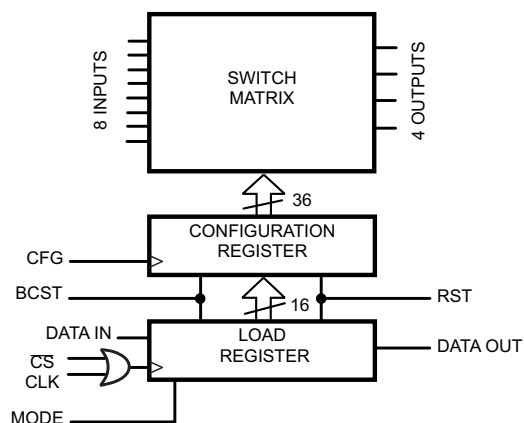 8 INPUTS
SWITCH
MATRIX
4 OUTPUTS
36
CONFIGURATION
REGISTER
CFG
BCST
16
RST
DATA IN
LOAD
REGISTER
DATA OUT
CS
CLK
MODE